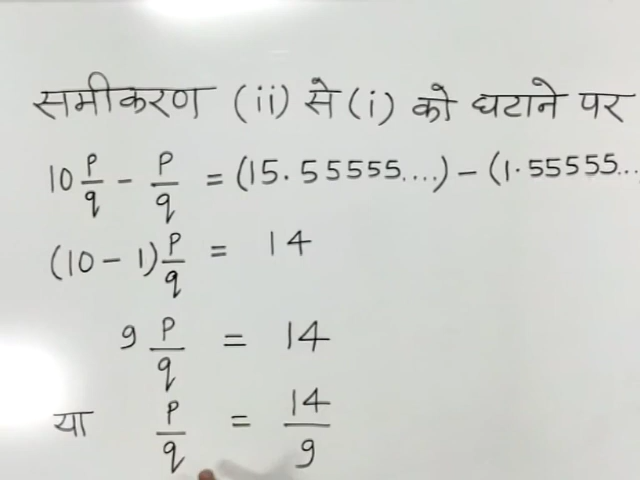 समीकरण (ii) से (i) को घटाने पर
10 p/q - p/q = (15.55555....) - (1.55555...
(10 - 1) p/q = 14
9 p/q = 14
या p/q = 14/9